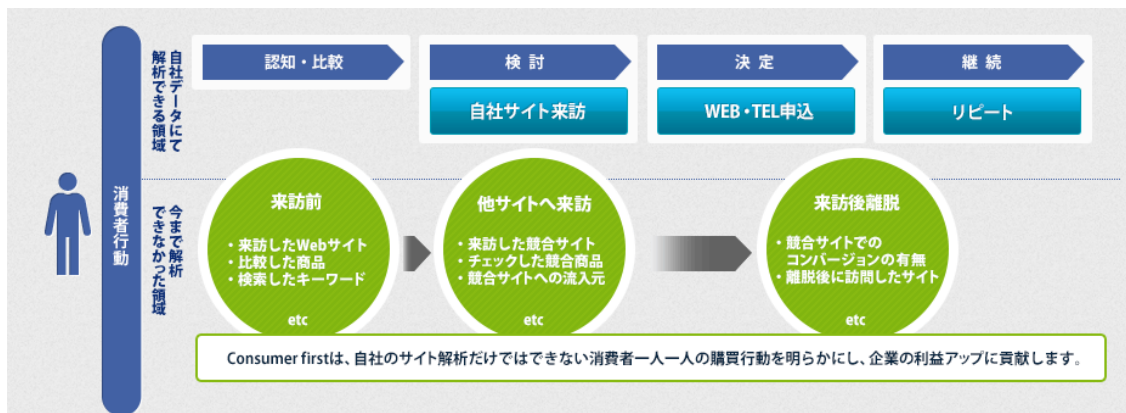 消費者行動
自社データにて
解析できる領域
認知・比較
検討
決定
継続
自社サイト来訪
WEB・TEL申込
リピート
今まで解析
できなかった領域
来訪前
・来訪したWebサイト
・比較した商品
・検索したキーワード
etc
他サイトへ来訪
・来訪した競合サイト
・チェックした競合商品
・競合サイトへの流入元
etc
来訪後離脱
・競合サイトでの
コンバージョンの有無
・離脱後に訪問したサイト
etc
Consumer firstは、自社のサイト解析だけではできない消費者一人一人の購買行動を明らかにし、企業の利益アップに貢献します。